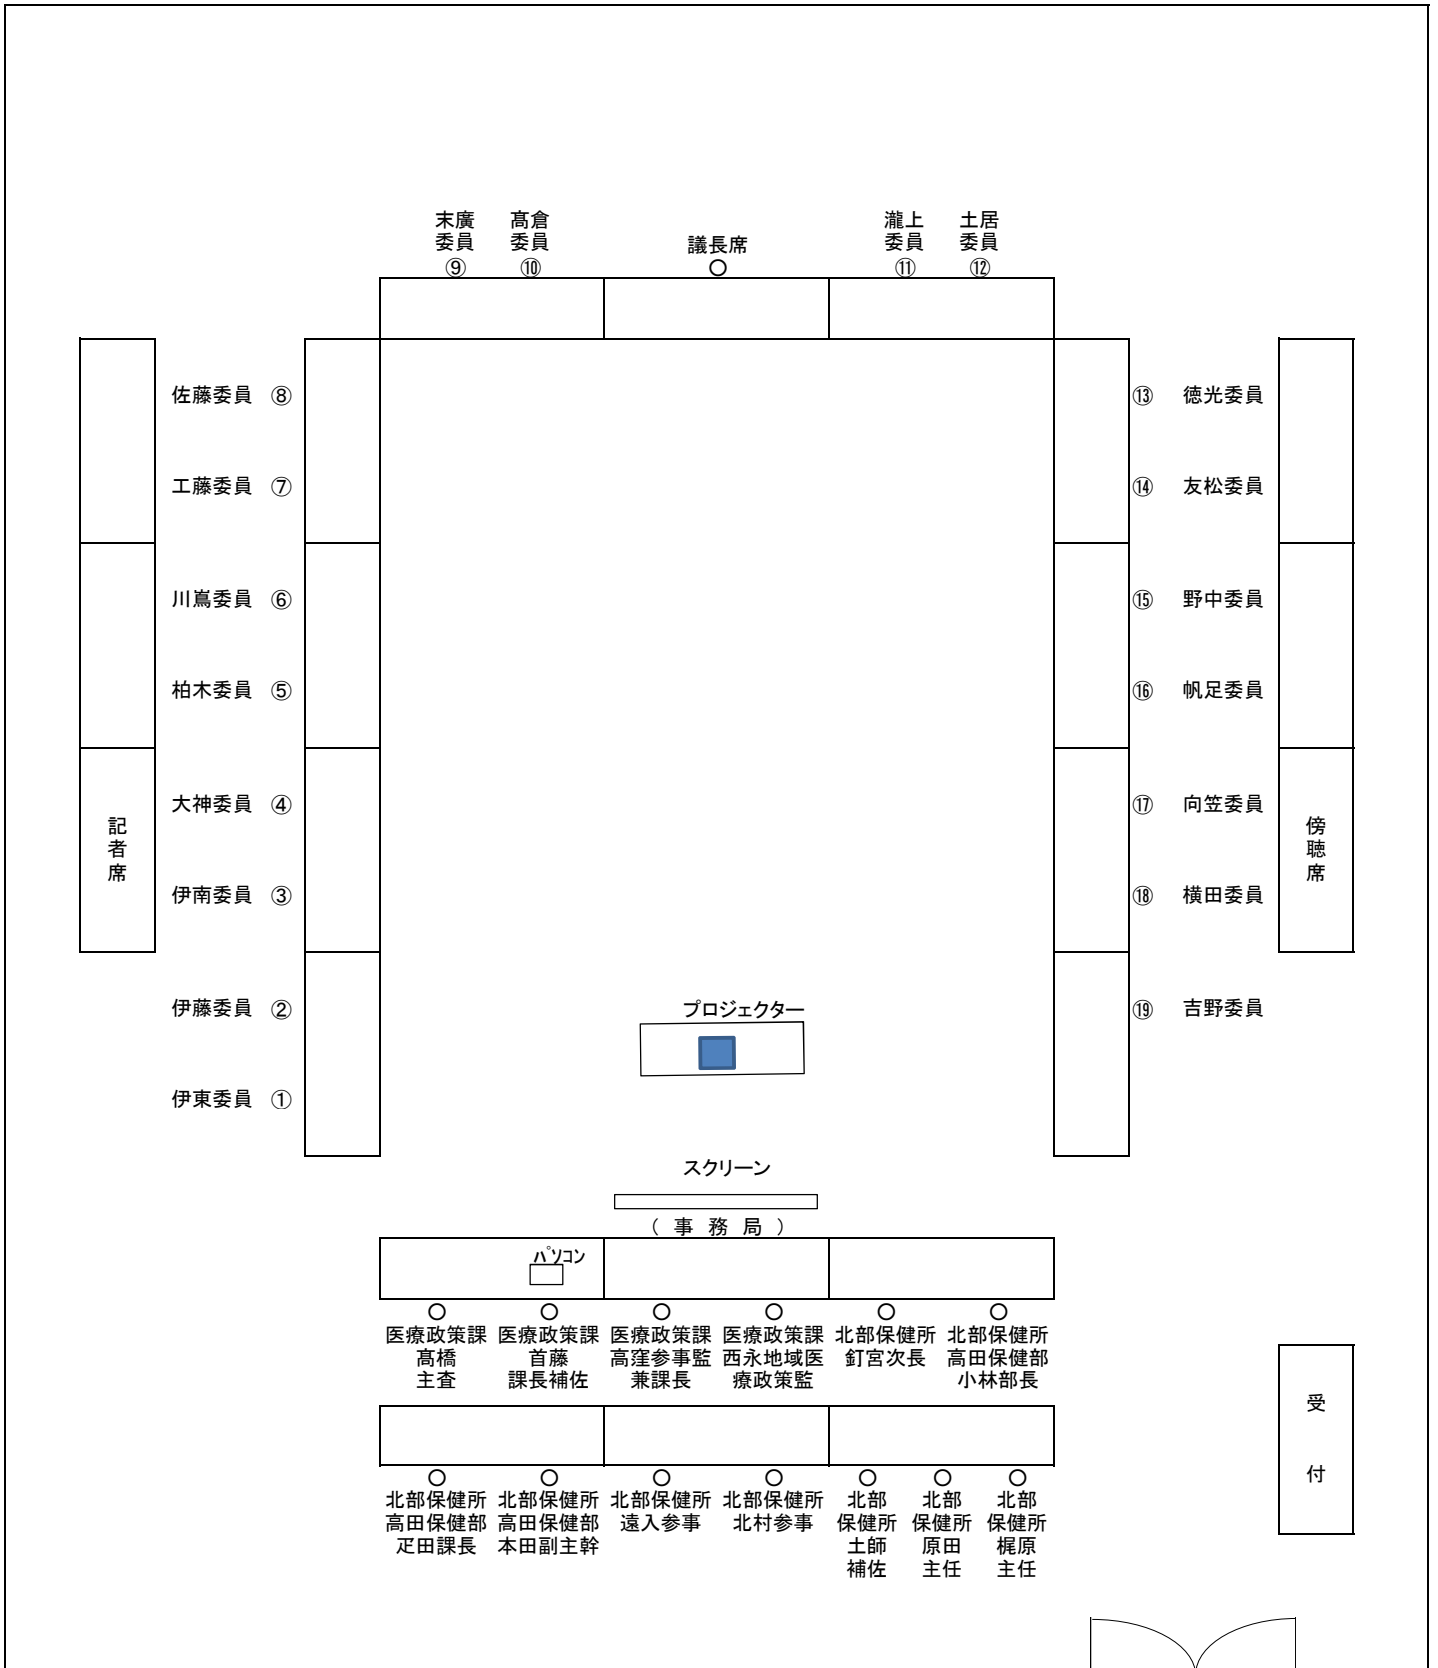 末廣
委員
⑨
髙倉
委員
⑩
議長席
○
瀧上
委員
⑪
土居
委員
⑫
佐藤委員 ⑧
工藤委員 ⑦
川嶌委員 ⑥
柏木委員 ⑤
大神委員 ④
伊南委員 ③
伊藤委員 ②
伊東委員 ①
記者席
⑬ 徳光委員
⑭ 友松委員
⑮ 野中委員
⑯ 帆足委員
⑰ 向笠委員
⑱ 横田委員
⑲ 吉野委員
傍聴席
プロジェクター
スクリーン
（ 事 務 局 ）
パソコン
○
医療政策課
髙橋
主査
○
医療政策課
首藤
課長補佐
○
医療政策課
高窪参事監
兼課長
○
医療政策課
西永地域医
療政策監
○
北部保健所
釘宮次長
○
北部保健所
高田保健部
小林部長
○
北部保健所
高田保健部
疋田課長
○
北部保健所
高田保健部
本田副主幹
○
北部保健所
遠入参事
○
北部保健所
北村参事
○
北部
保健所
土師
補佐
○
北部
保健所
原田
主任
○
北部
保健所
梶原
主任
受付